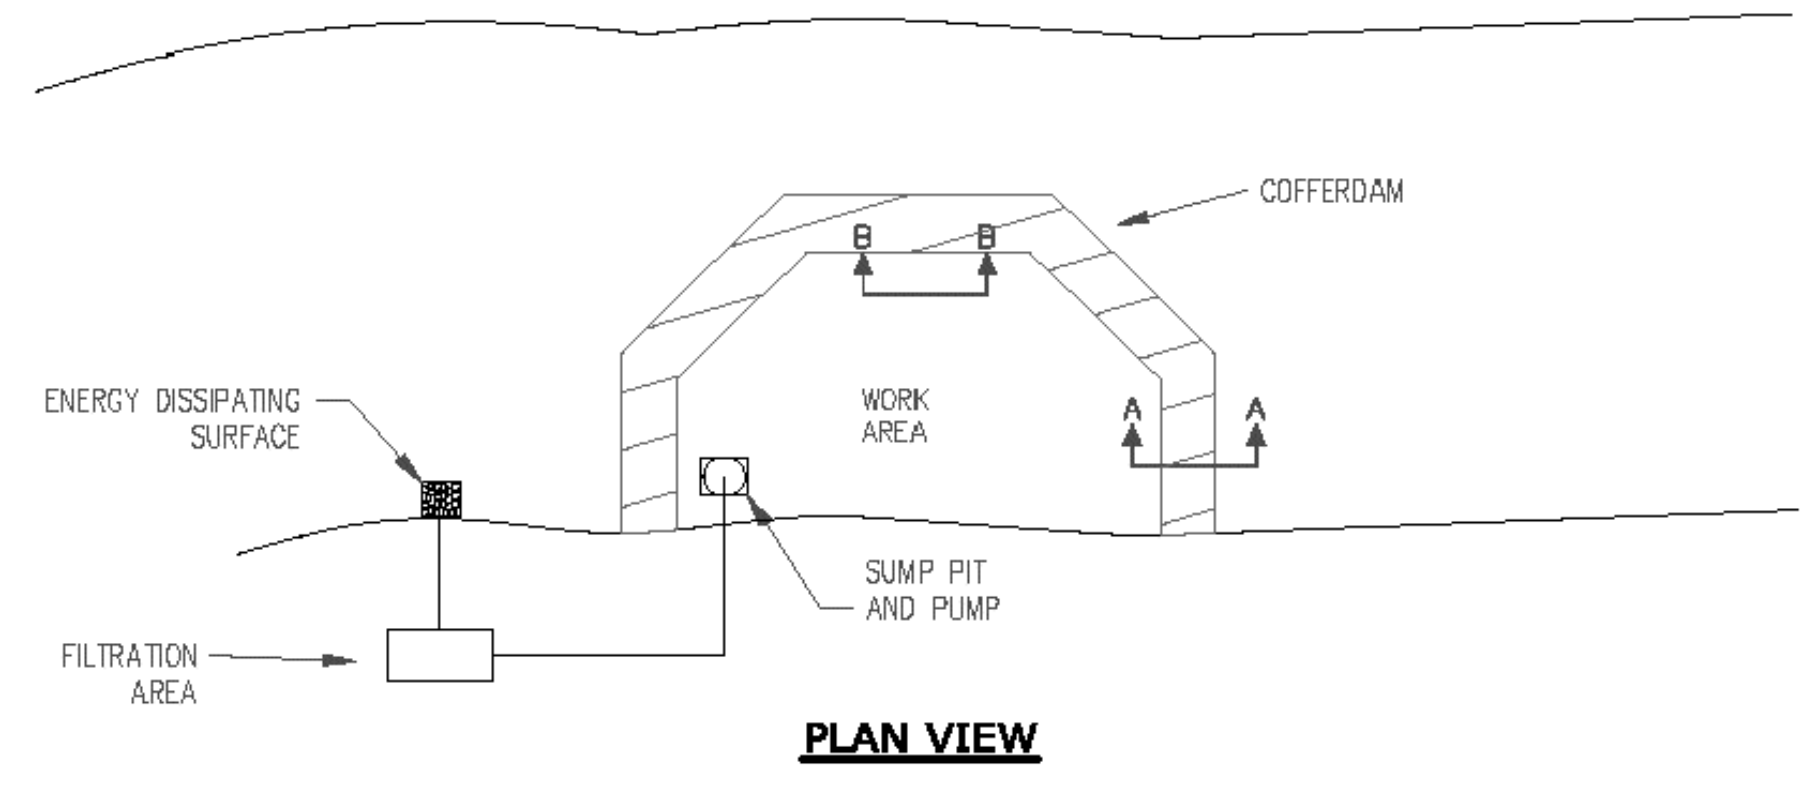 COFFERDAM
B B
ENERGY DISSIPATING
SURFACE
WORK
AREA
A A
SUMP PIT
AND PUMP
FILTRATION
AREA
PLAN VIEW